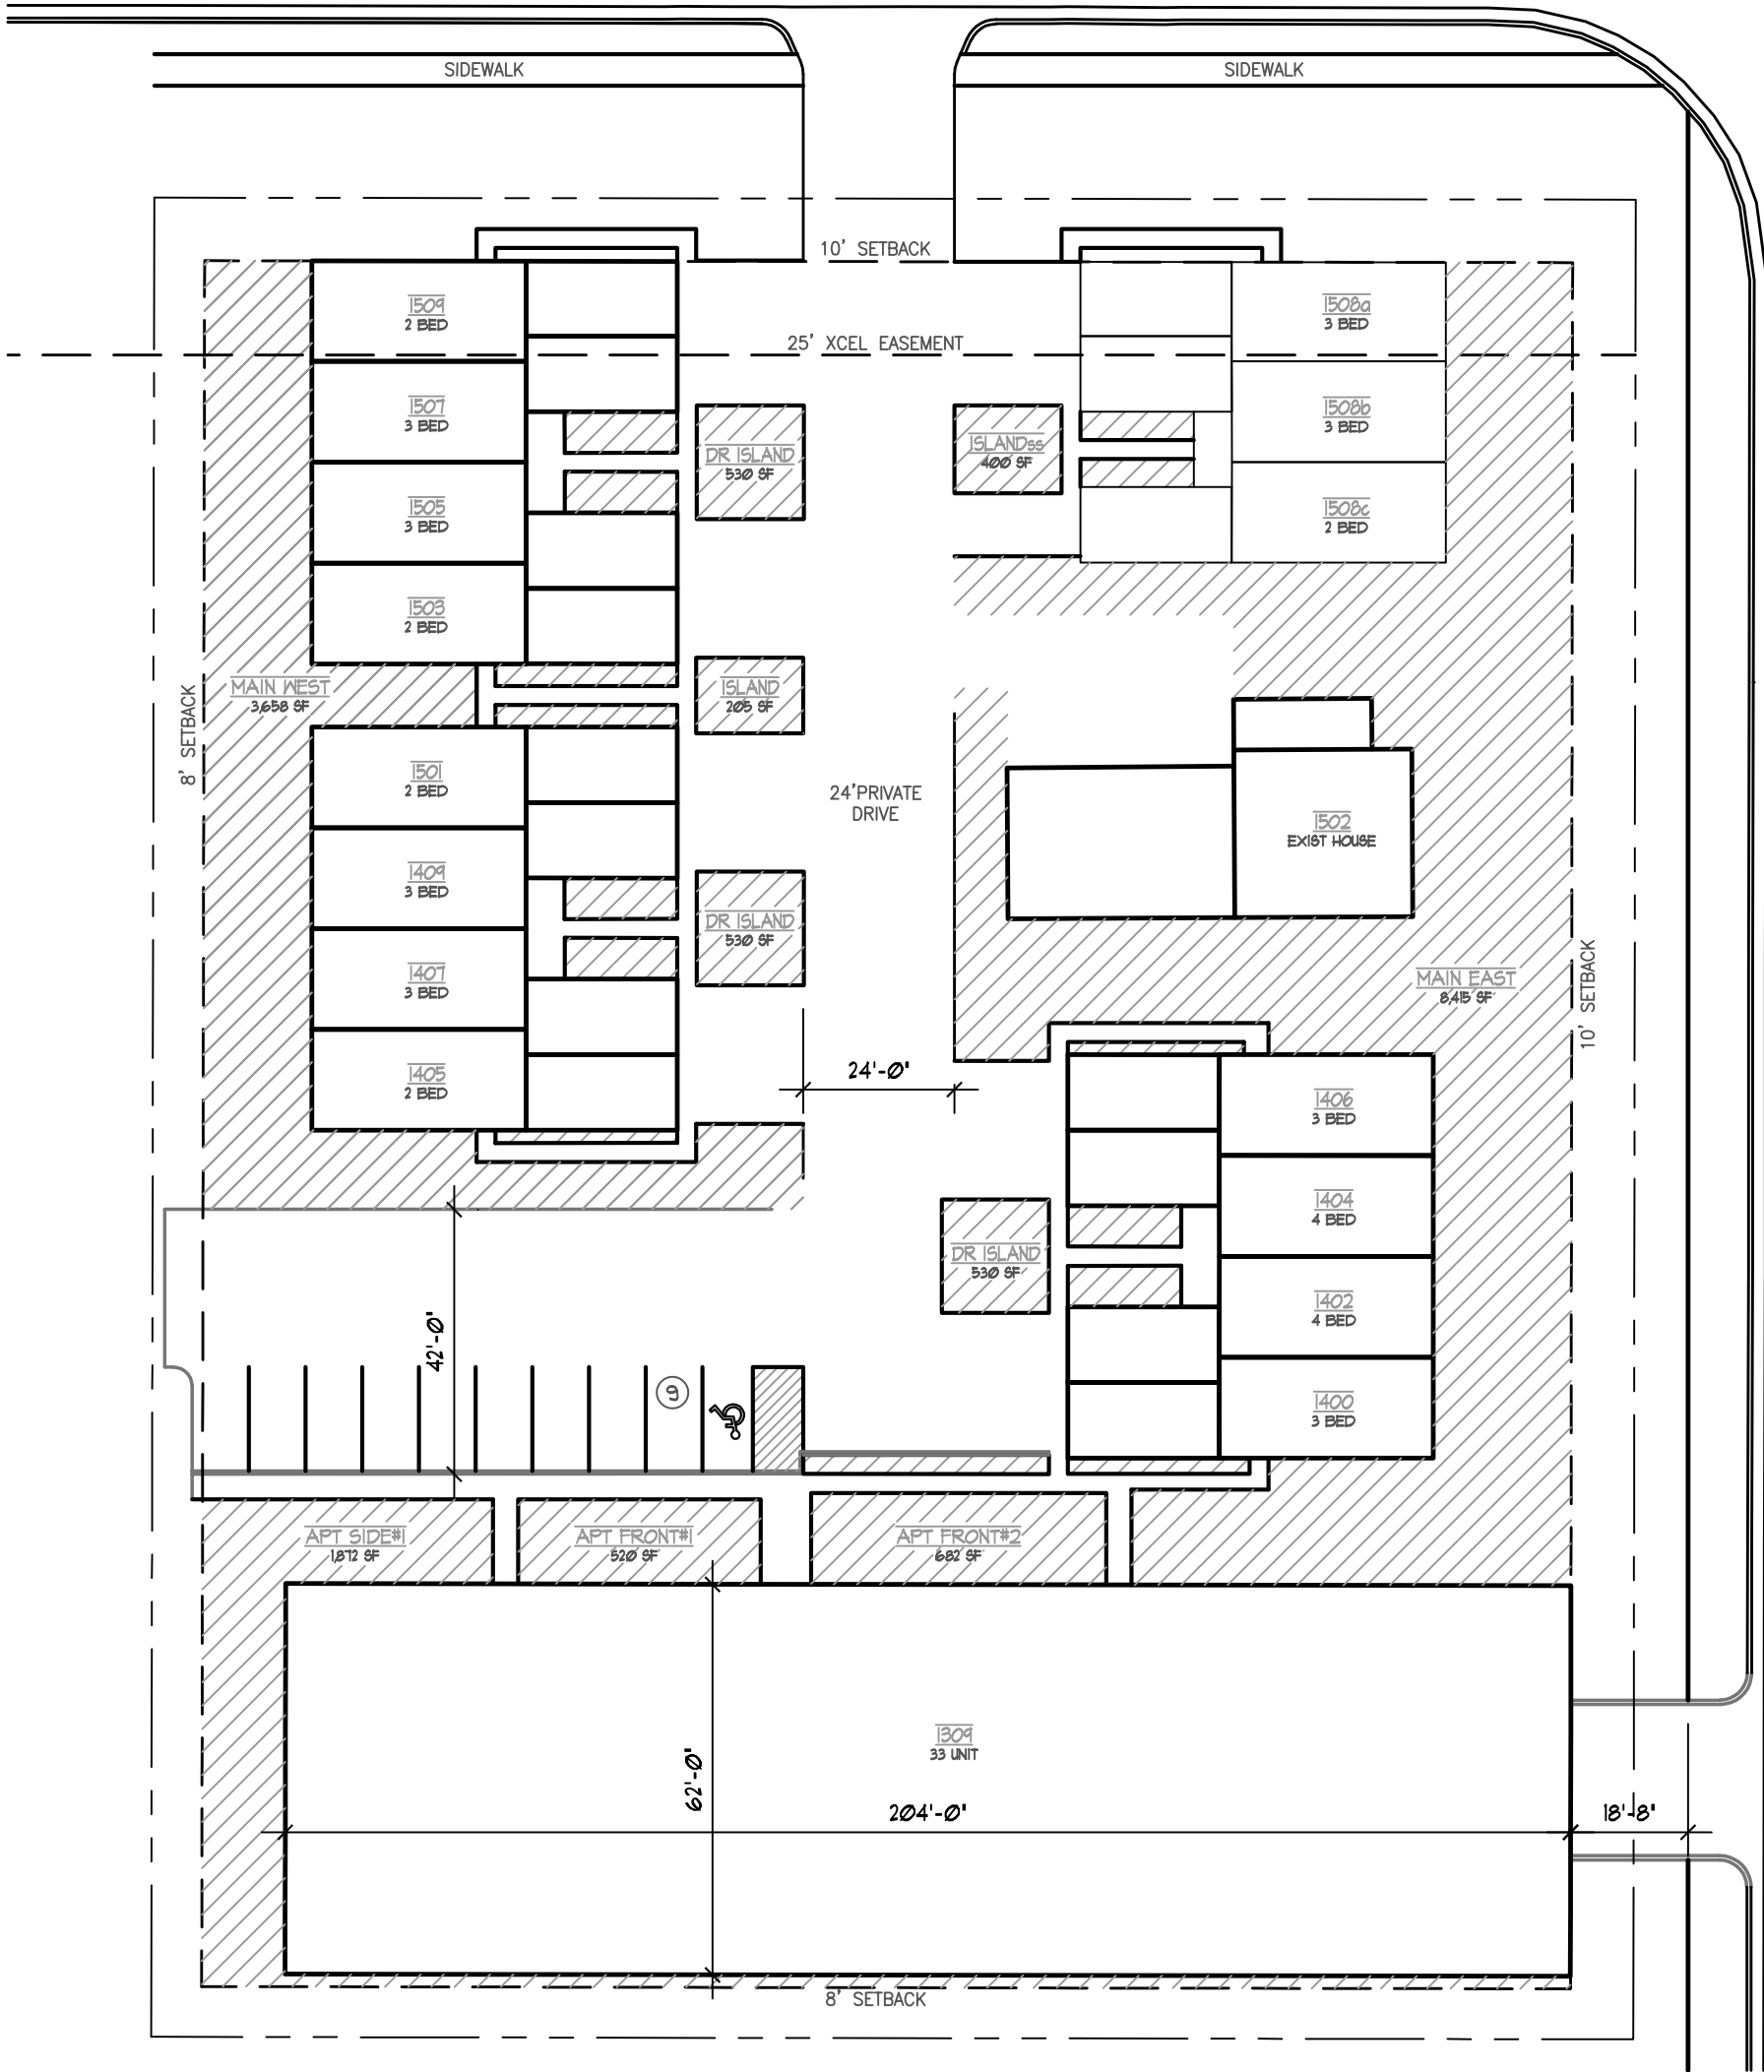 SIDEWALK
SIDEWALK
10' SETBACK
25' XCEL EASEMENT
1509
2 BED
1507
3 BED
1505
3 BED
1503
2 BED
DR ISLAND
530 SF
ISLANDss
400 SF
1508a
3 BED
1508b
3 BED
1508c
2 BED
MAIN WEST
3,658 SF
8' SETBACK
ISLAND
205 SF
1501
2 BED
1409
3 BED
1407
3 BED
1405
2 BED
24'PRIVATE
DRIVE
DR ISLAND
530 SF
1502
EXIST HOUSE
MAIN EAST
8,415 SF
10' SETBACK
24'-0"
1406
3 BED
1404
4 BED
1402
4 BED
1400
3 BED
DR ISLAND
530 SF
42'-0"
9
APT SIDE#1
1,872 SF
APT FRONT#1
520 SF
APT FRONT#2
682 SF
1309
33 UNIT
62'-0"
204'-0"
18'-8"
8' SETBACK